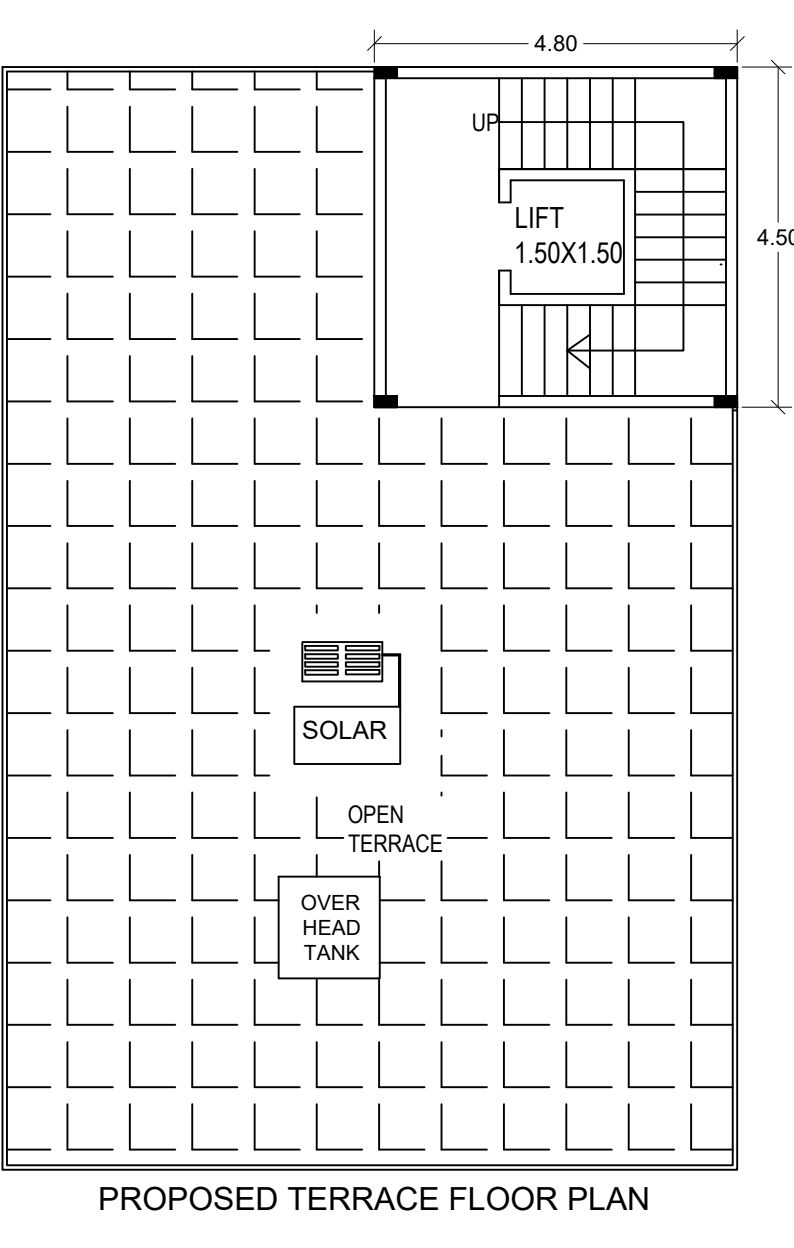 4.80
UP
LIFT
1.50X1.50
4.50
SOLAR
OPEN
TERRACE
OVER
HEAD
TANK
PROPOSED TERRACE FLOOR PLAN